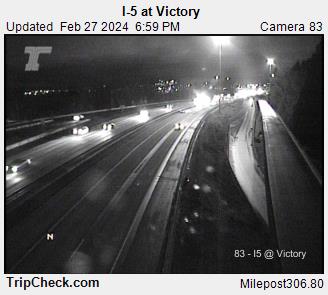 I-5 at Victory
Updated Feb 27 2024 6:59 PM Camera 83
T
N
83 - I5 @ Victory
TripCheck.com Milepost306.80